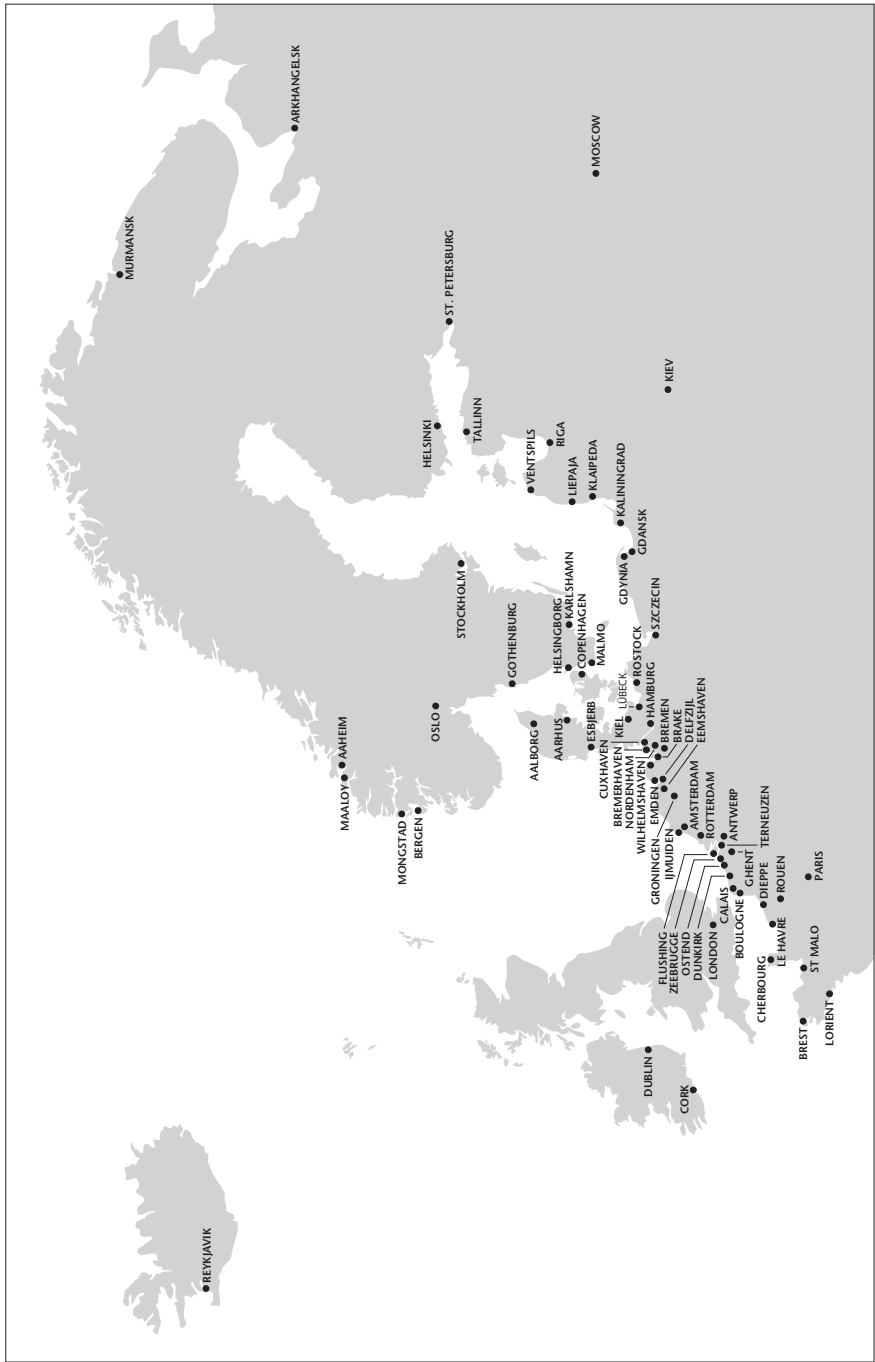 REYKJAVIK
MURMANSK
ARKHANGELSK
MAALOY
AAHEIM
MONGSTAD
BERGEN
OSLO
HELSINKI
ST. PETERSBURG
TALLINN
STOCKHOLM
GOTHENBURG
VENTSPILS
RIGA
LIEPAJA
KLAIPEDA
KALININGRAD
MOSCOW
AALBORG
AARHUS
ESBJERB
HELSINGBORG
KARLSHAMN
COPENHAGEN
MALMO
GDYNIA
GDANSK
KIEV
SZCZECIN
ROSTOCK
LÜBECK
KIEL
HAMBURG
CUXHAVEN
BREMERHAVEN
NORDENHAM
WILHELMSHAVEN
EMDEN
BREMEN
BRAKE
DELFZIJL
EEMSHAVEN
GRONINGEN
IJMUIDEN
AMSTERDAM
ROTTERDAM
ANTWERP
TERNEUZEN
DUBLIN
CORK
FLUSHING
ZEEBRUGGE
OSTEND
DUNKIRK
LONDON
CALAIS
BOULOGNE
GHENT
DIEPPE
ROUEN
PARIS
CHERBOURG
LE HAVRE
ST MALO
BREST
LORIENT